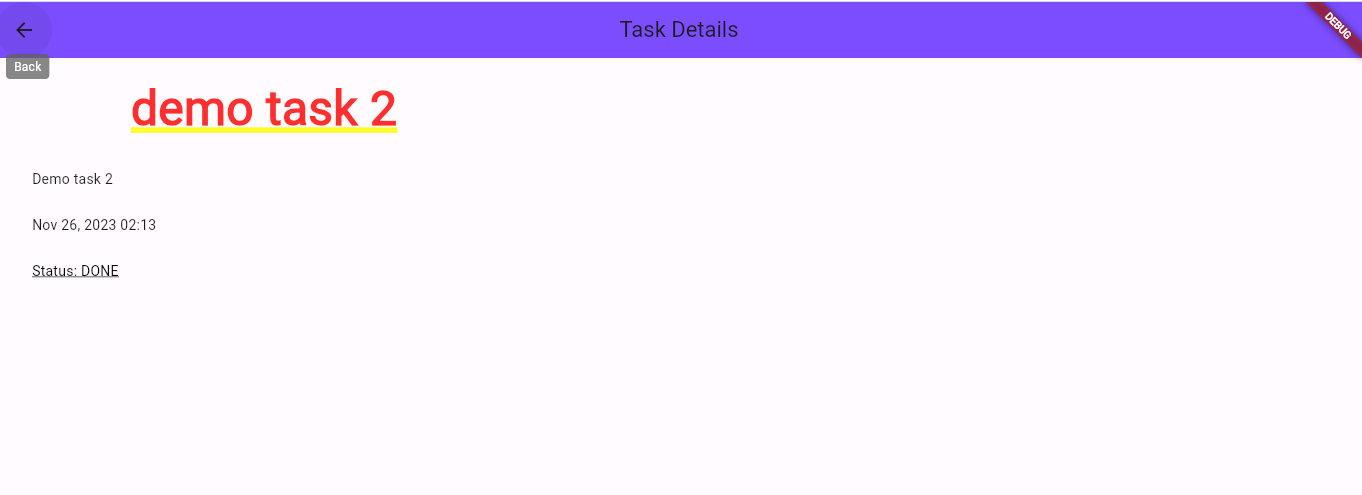 Task Details
DEBUG
Back
demo task 2
Demo task 2
Nov 26, 2023 02:13
Status: DONE